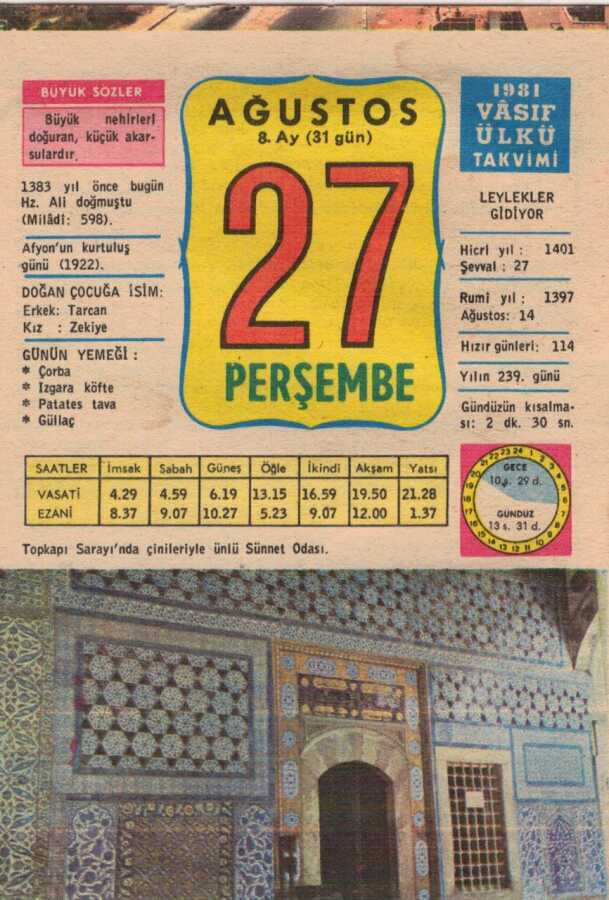 BÜYÜK SÖZLER
Büyük nehirleri
doğuran, küçük akar-
sulardır.
1383 yıl önce bugün
Hz. Ali doğmuştu
(Milâdi: 598).
Afyon'un kurtuluş
günü (1922).
DOĞAN ÇOCUĞA İSİM:
Erkek: Tarcan
Kız : Zekiye
GÜNÜN YEMEĞİ :
* Çorba
* Izgara köfte
* Patates tava
* Güllaç
AĞUSTOS
8. Ay (31 gün)
27
PERŞEMBE
1981
VÂSIF
ÜLKÜ
TAKVİMİ
LEYLEKLER
GİDİYOR
Hicri yıl : 1401
Şevval : 27
Rumi yıl : 1397
Ağustos: 14
Hızır günleri: 114
Yılın 239. günü
Gündüzün kısalma-
sı: 2 dk. 30 sn.
SAATLER İmsak Sabah Güneş Öğle İkindi Akşam Yatsı
VASATİ 4.29 4.59 6.19 13.15 16.59 19.50 21.28
EZANİ 8.37 9.07 10.27 5.23 9.07 12.00 1.37
GECE
10 s. 29 d.
GÜNDÜZ
13 s. 31 d.
Topkapı Sarayı'nda çinileriyle ünlü Sünnet Odası.